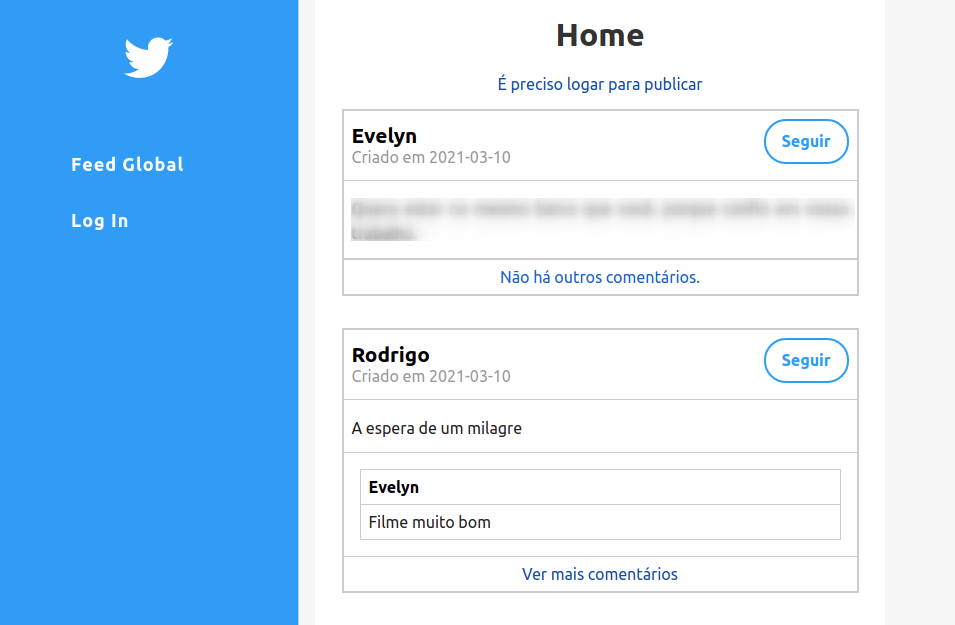 Feed Global
Log In
Home
É preciso logar para publicar
Evelyn
Criado em 2021-03-10
Seguir
Não há outros comentários.
Rodrigo
Criado em 2021-03-10
Seguir
A espera de um milagre
Evelyn
Filme muito bom
Ver mais comentários